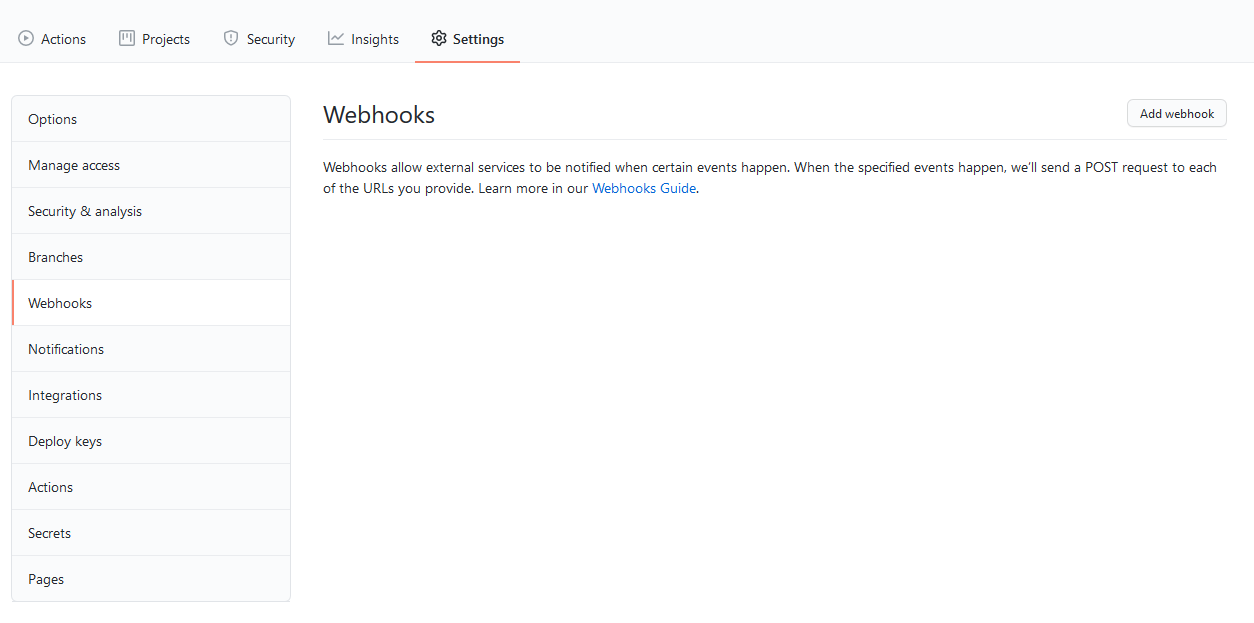 Actions Projects Security Insights Settings
Options
Manage access
Security & analysis
Branches
Webhooks
Notifications
Integrations
Deploy keys
Actions
Secrets
Pages
Webhooks
Add webhook
Webhooks allow external services to be notified when certain events happen. When the specified events happen, we'll send a POST request to each
of the URLs you provide. Learn more in our Webhooks Guide.